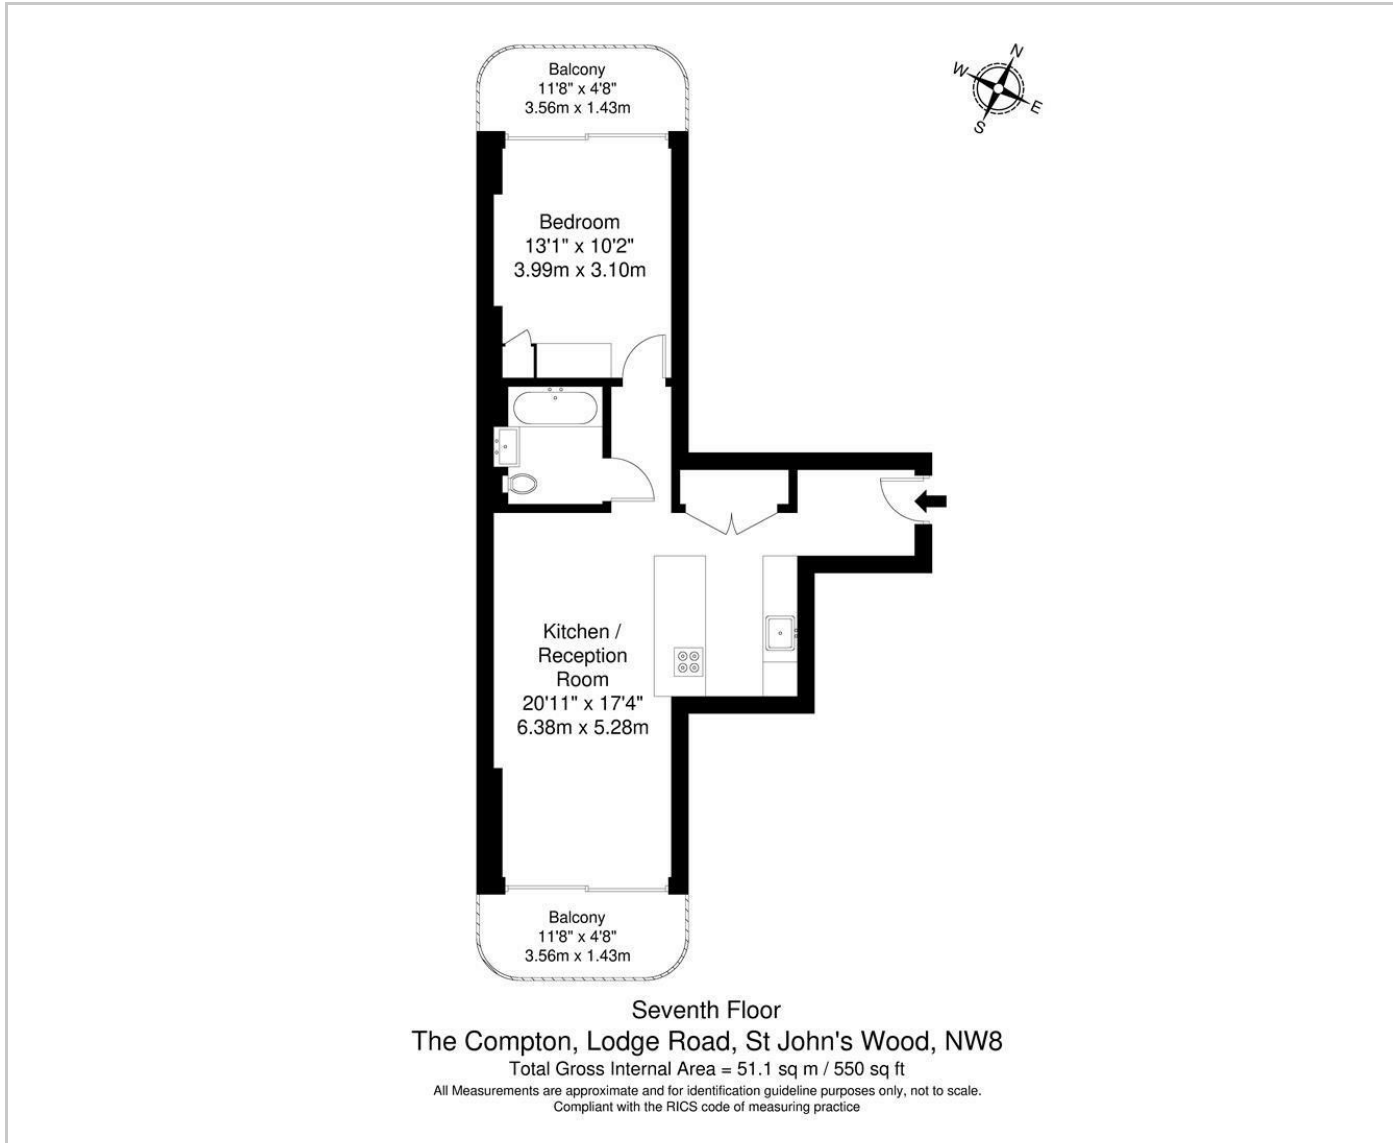 Balcony
11'8" x 4'8"
3.56m x 1.43m
N
W
E
S
Bedroom
13'1" x 10'2"
3.99m x 3.10m
Kitchen /
Reception
Room
20'11" x 17'4"
6.38m x 5.28m
Balcony
11'8" x 4'8"
3.56m x 1.43m
Seventh Floor
The Compton, Lodge Road, St John's Wood, NW8
Total Gross Internal Area = 51.1 sq m / 550 sq ft
All Measurements are approximate and for identification guideline purposes only, not to scale.
Compliant with the RICS code of measuring practice